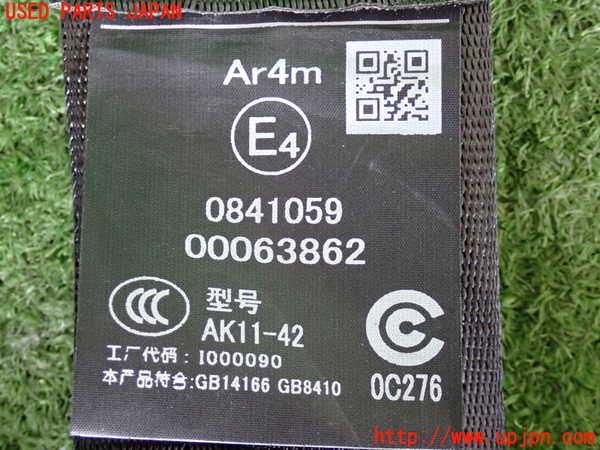 USED PARTS JAPAN
Ar4m
E4
0841059
00063862
CCC
型号
AK11-42
工厂代码：I000090
本产品符合:GB14166 GB8410
0C276
http://www.upjpn.com